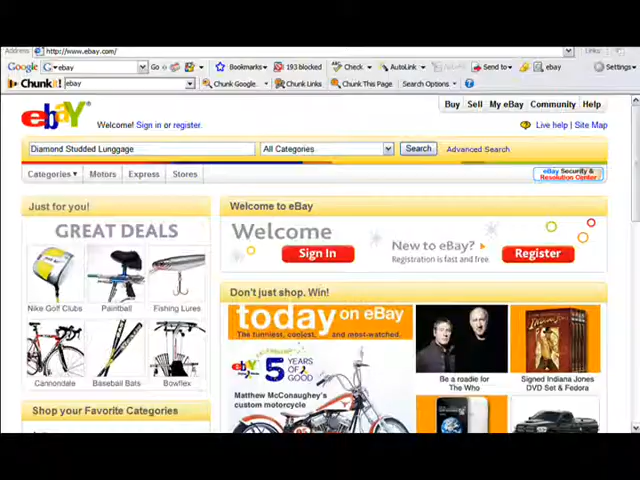 Address http://www.ebay.com/ Links
Google ebay Go Bookmarks 193 blocked Check AutoLink Send to ebay Settings
Chunkit! ebay Chunk Google Chunk Links Chunk This Page Search Options
Buy Sell My eBay Community Help
ebY
Welcome! Sign in or register. Live help | Site Map
Diamond Studded Lunggage All Categories Search Advanced Search
Categories Motors Express Stores eBay Security & Resolution Center
Just for you!
GREAT DEALS
Nike Golf Clubs Paintball Fishing Lures
Cannondale Baseball Bats Bowflex
Shop your Favorite Categories
Welcome to eBay
Welcome
Sign In
New to eBay?
Registration is fast and free.
Register
Don't just shop. Win!
today on eBay
The funniest, coolest, and most-watched.
5 YEARS OF GOOD
Matthew McConaughey's
custom motorcycle
Be a roadie for
The Who
Signed Indiana Jones
DVD Set & Fedora